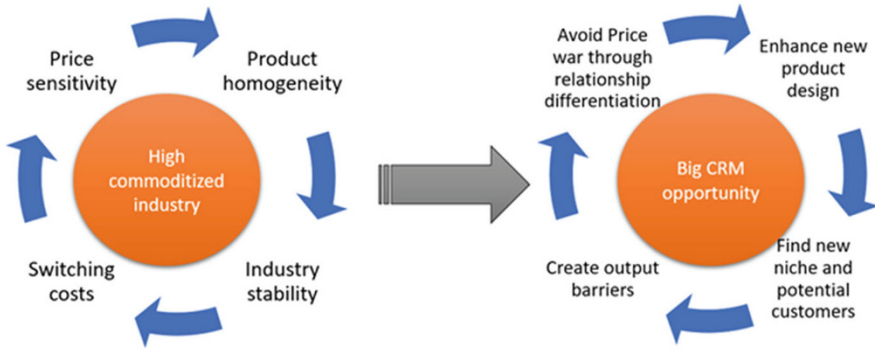 Price
sensitivity
Product
homogeneity
High
commoditized
industry
Switching
costs
Industry
stability
Avoid Price
war through
relationship
differentiation
Enhance new
product
design
Big CRM
opportunity
Create output
barriers
Find new
niche and
potential
customers